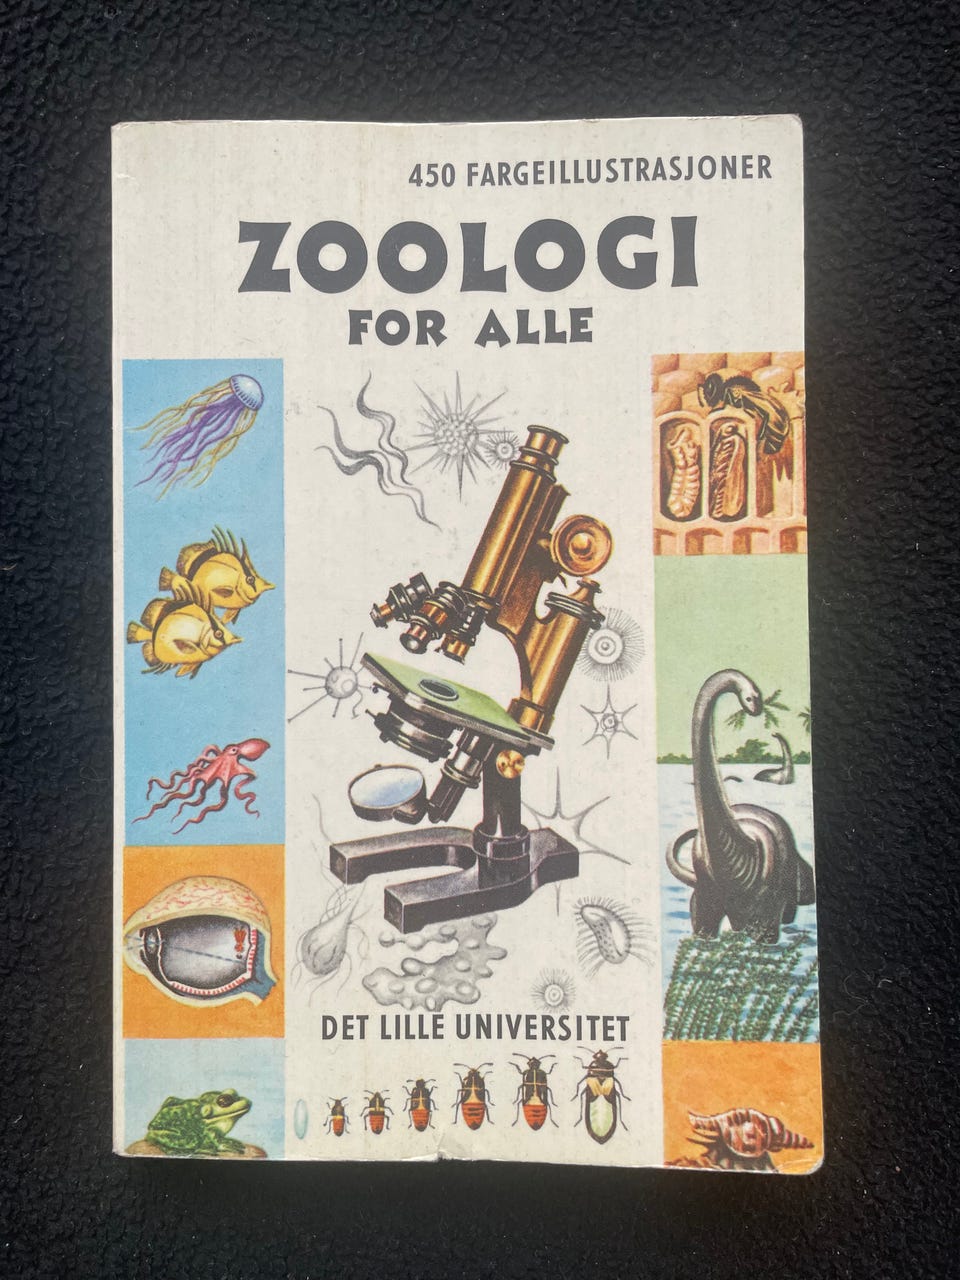 450 FARGEILLUSTRASJONER
ZOOLOGI
FOR ALLE
DET LILLE UNIVERSITET